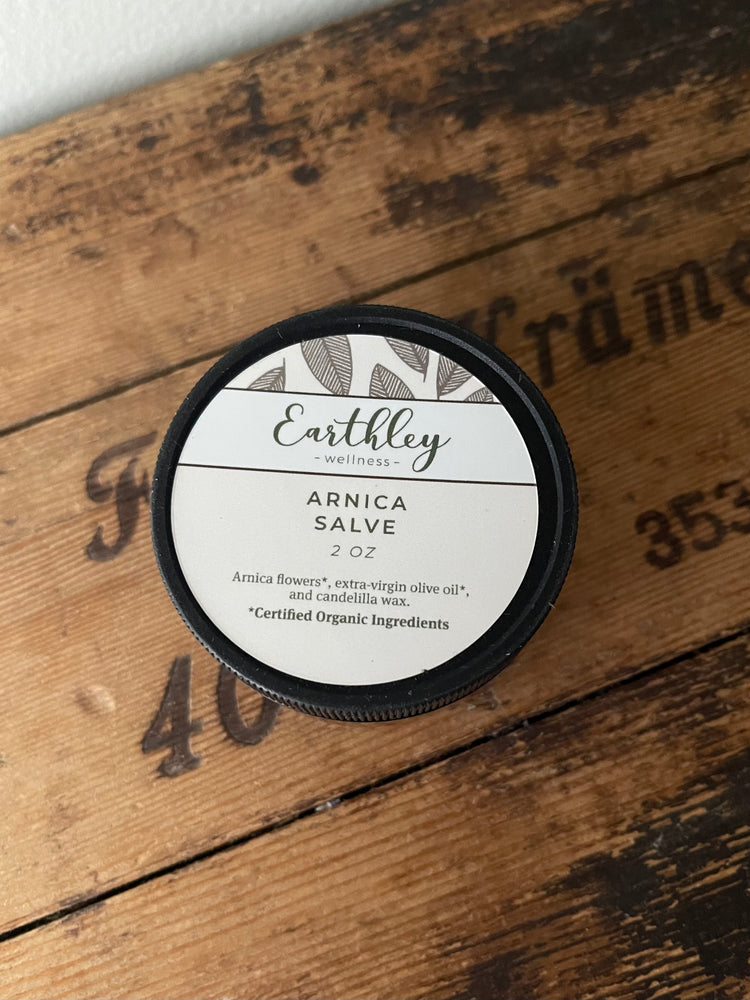 Earthley
- wellness -
ARNICA
SALVE
2 OZ
Arnica flowers*, extra-virgin olive oil*,
and candelilla wax.
*Certified Organic Ingredients
353
40